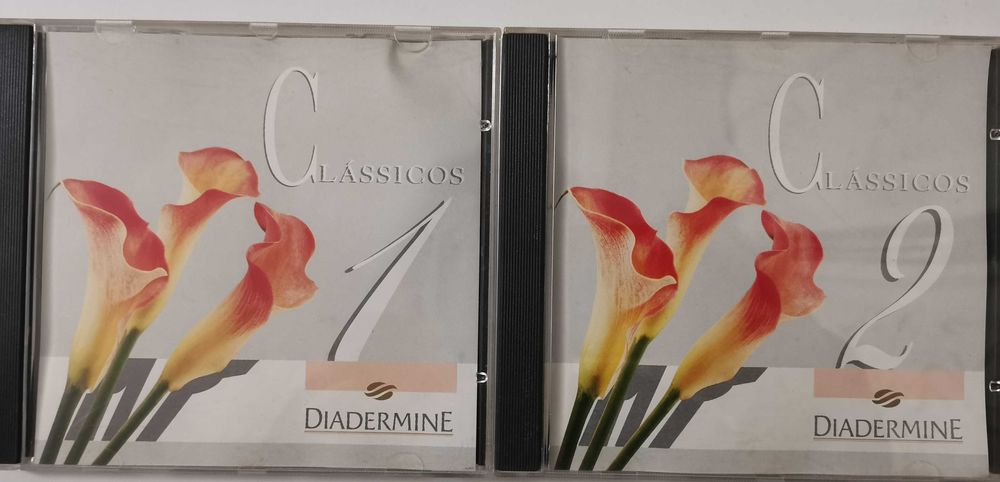 CLÁSSICOS
1
DIADERMINE
CLÁSSICOS
2
DIADERMINE